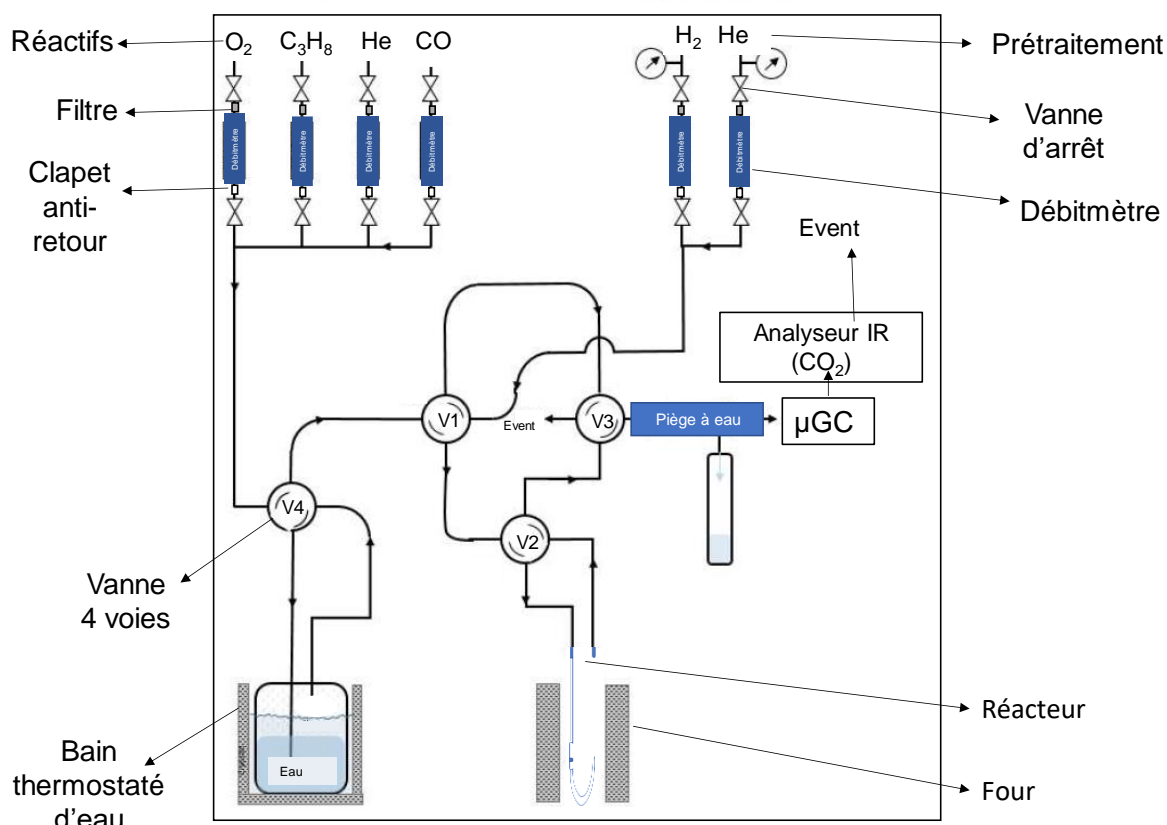 Réactifs
O2
C3H8
He
CO
H2
He
Prétraitement
Filtre
Vanne
d'arrêt
Débitmètre
Débitmètre
Débitmètre
Débitmètre
Débitmètre
Débitmètre
Clapet
anti-
retour
Débitmètre
Event
Analyseur IR
(CO2)
V1
Event
V3
Piège à eau
µGC
V4
V2
Vanne
4 voies
Réacteur
Bain
thermostaté
d'eau
Eau
Four